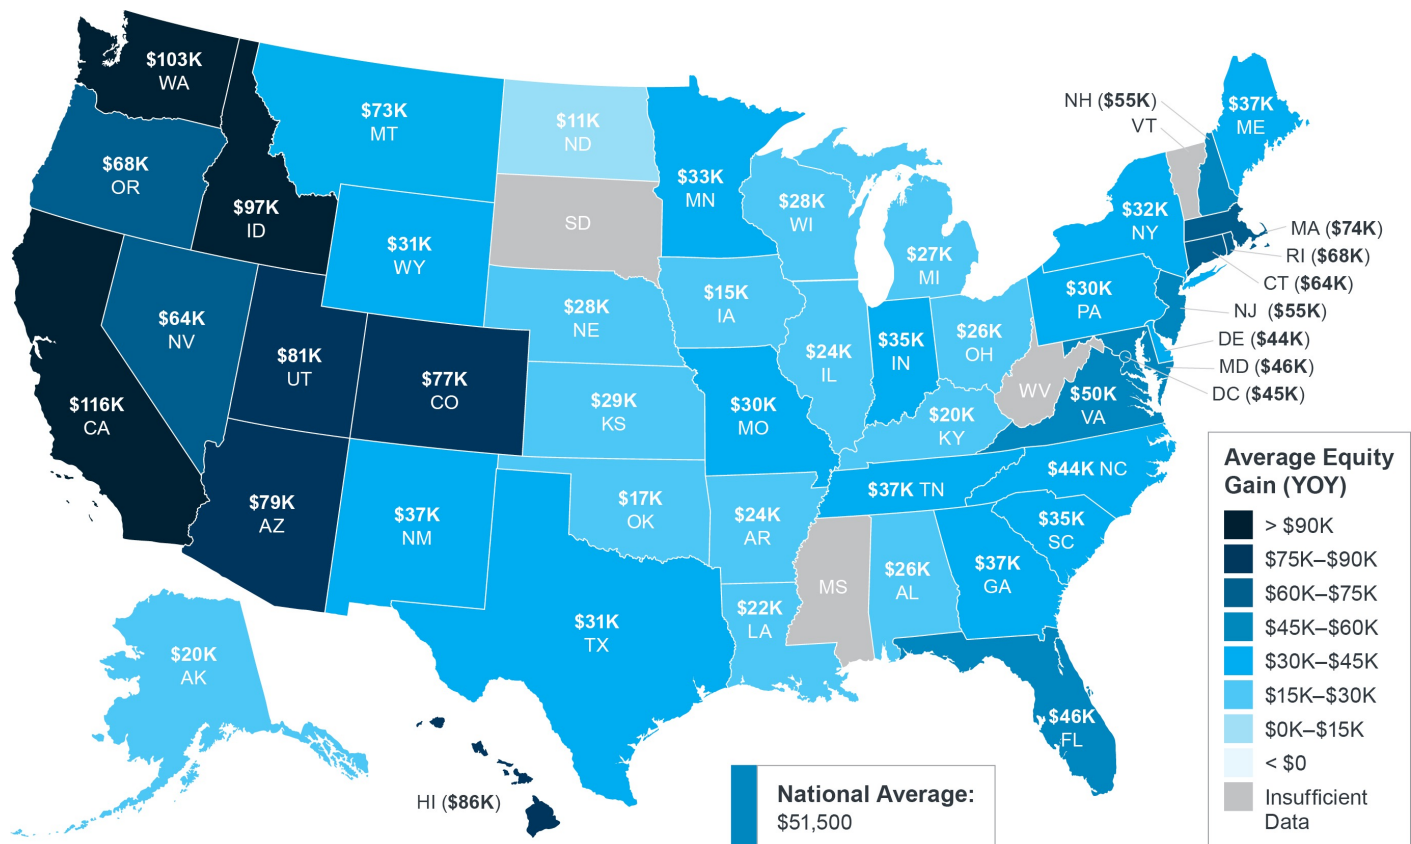 $103K
WA
$73K
MT
$11K
ND
$33K
MN
NH ($55K)
VT
$37K
ME
$68K
OR
$97K
ID
$31K
WY
SD
$28K
WI
$27K
MI
$32K
NY
MA ($74K)
RI ($68K)
CT ($64K)
NJ ($55K)
DE ($44K)
MD ($46K)
DC ($45K)
$64K
NV
$81K
UT
$77K
CO
$28K
NE
$15K
IA
$24K
IL
$35K
IN
$26K
OH
$30K
PA
WV
$50K
VA
$116K
CA
$29K
KS
$30K
MO
$20K
KY
$44K NC
$37K TN
$79K
AZ
$37K
NM
$17K
OK
$24K
AR
$35K
SC
MS
$26K
AL
$37K
GA
$31K
TX
$22K
LA
$46K
FL
$20K
AK
HI ($86K)
National Average:
$51,500
Average Equity
Gain (YOY)
> $90K
$75K–$90K
$60K–$75K
$45K–$60K
$30K–$45K
$15K–$30K
$0K–$15K
< $0
Insufficient
Data